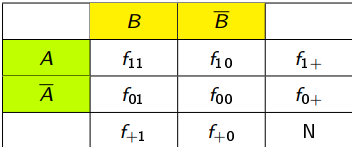 B B̅
A f₁₁ f₁₀ f₁₊
A̅ f₀₁ f₀₀ f₀₊
f₊₁ f₊₀ N